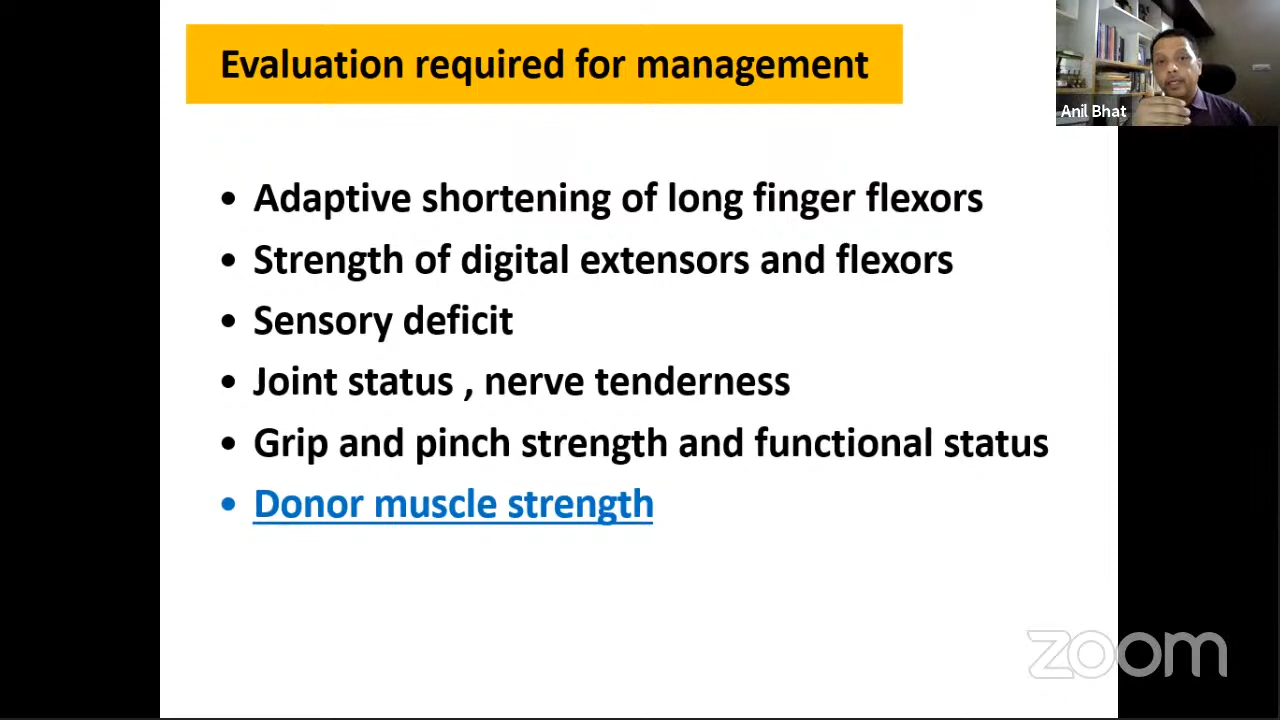 Evaluation required for management
Anil Bhat
• Adaptive shortening of long finger flexors
• Strength of digital extensors and flexors
• Sensory deficit
• Joint status , nerve tenderness
• Grip and pinch strength and functional status
• Donor muscle strength
zoom